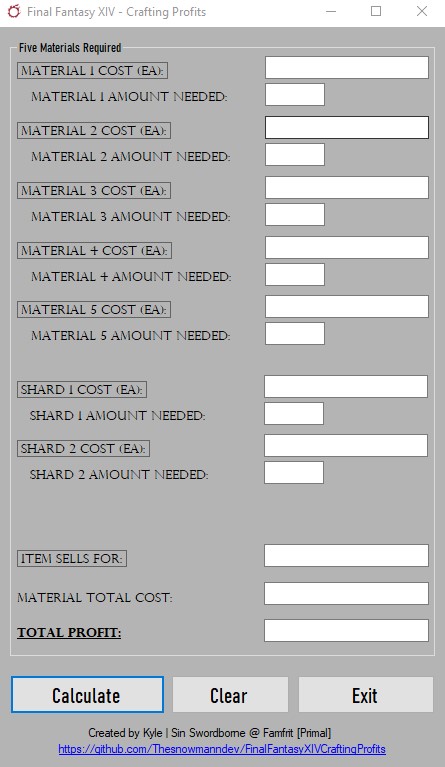 Final Fantasy XIV - Crafting Profits
Five Materials Required
MATERIAL 1 COST (EA):
MATERIAL 1 AMOUNT NEEDED:
MATERIAL 2 COST (EA):
MATERIAL 2 AMOUNT NEEDED:
MATERIAL 3 COST (EA):
MATERIAL 3 AMOUNT NEEDED:
MATERIAL 4 COST (EA):
MATERIAL 4 AMOUNT NEEDED:
MATERIAL 5 COST (EA):
MATERIAL 5 AMOUNT NEEDED:
SHARD 1 COST (EA):
SHARD 1 AMOUNT NEEDED:
SHARD 2 COST (EA):
SHARD 2 AMOUNT NEEDED:
ITEM SELLS FOR:
MATERIAL TOTAL COST:
TOTAL PROFIT:
Calculate Clear Exit
Created by Kyle | Sin Swordborne @ Famfrit [Primal]
https://github.com/Thesnowmanndev/FinalFantasyXIVCraftingProfits